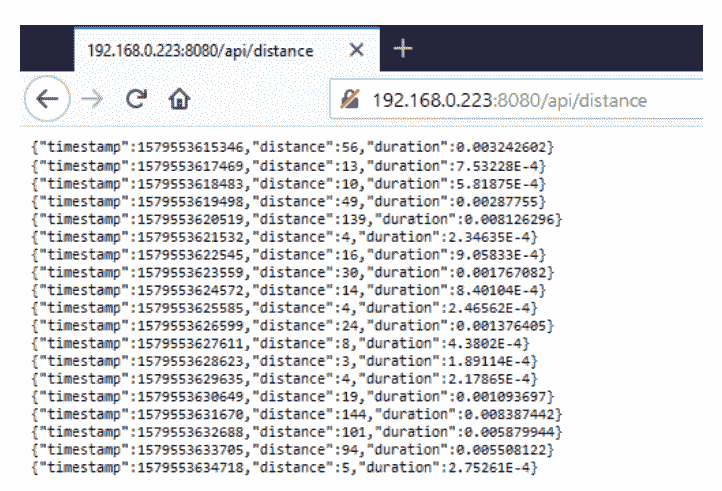 192.168.0.223:8080/api/distance
192.168.0.223:8080/api/distance
{"timestamp":1579553615346,"distance":56,"duration":0.003242602}
{"timestamp":1579553617469,"distance":13,"duration":7.53228E-4}
{"timestamp":1579553618483,"distance":10,"duration":5.81875E-4}
{"timestamp":1579553619498,"distance":49,"duration":0.00287755}
{"timestamp":1579553620519,"distance":139,"duration":0.008126296}
{"timestamp":1579553621532,"distance":4,"duration":2.34635E-4}
{"timestamp":1579553622545,"distance":16,"duration":9.05833E-4}
{"timestamp":1579553623559,"distance":30,"duration":0.001767082}
{"timestamp":1579553624572,"distance":14,"duration":8.40104E-4}
{"timestamp":1579553625585,"distance":4,"duration":2.46562E-4}
{"timestamp":1579553626599,"distance":24,"duration":0.001376405}
{"timestamp":1579553627611,"distance":8,"duration":4.3802E-4}
{"timestamp":1579553628623,"distance":3,"duration":1.89114E-4}
{"timestamp":1579553629635,"distance":4,"duration":2.17865E-4}
{"timestamp":1579553630649,"distance":19,"duration":0.001093697}
{"timestamp":1579553631670,"distance":144,"duration":0.008387442}
{"timestamp":1579553632688,"distance":101,"duration":0.005879944}
{"timestamp":1579553633705,"distance":94,"duration":0.005508122}
{"timestamp":1579553634718,"distance":5,"duration":2.75261E-4}